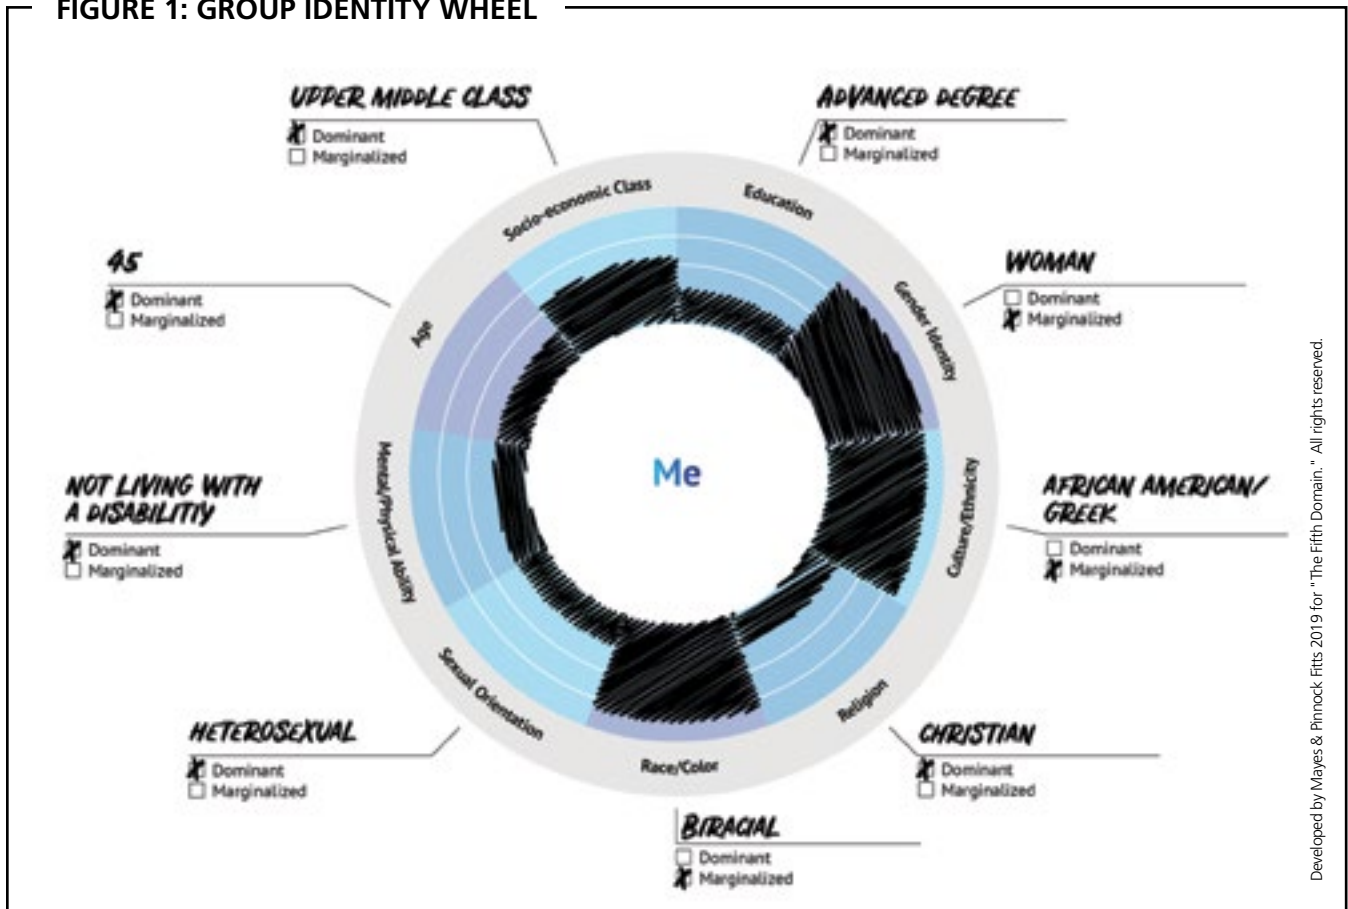 FIGURE 1: GROUP IDENTITY WHEEL
UPPER MIDDLE CLASS
Dominant
Marginalized
ADVANCED DEGREE
Dominant
Marginalized
45
Dominant
Marginalized
WOMAN
Dominant
Marginalized
NOT LIVING WITH
A DISABILITIY
Dominant
Marginalized
AFRICAN AMERICAN/
GREEK
Dominant
Marginalized
HETEROSEXUAL
Dominant
Marginalized
CHRISTIAN
Dominant
Marginalized
BIRACIAL
Dominant
Marginalized
Socio-economic Class
Education
Gender Identity
Culture/Ethnicity
Religion
Race/Color
Sexual Orientation
Mental/Physical Ability
Age
Me
Developed by Mayes & Pinnock Fitts 2019 for "The Fifth Domain." All rights reserved.